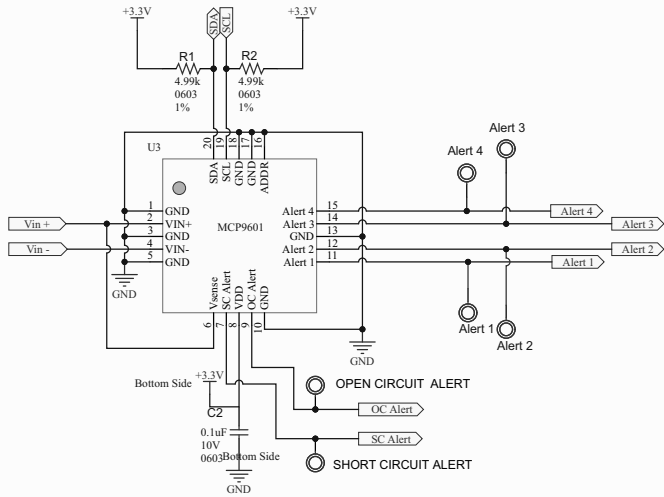 +3.3V
SDA
SCL
+3.3V
R1
4.99k
0603
1%
R2
4.99k
0603
1%
U3
20
19
18
17
16
SDA
SCL
GND
GND
ADDR
Alert 4
Alert 3
1 GND
2 VIN+
3 GND
4 VIN-
5 GND
MCP9601
Alert 4 15
Alert 3 14
GND 13
Alert 2 12
Alert 1 11
Vin +
Vin -
Alert 4
Alert 3
Alert 2
Alert 1
GND
Vsense
SC Alert
VDD
OC Alert
GND
6
7
8
9
10
Alert 1
Alert 2
GND
Bottom Side
+3.3V
OPEN CIRCUIT ALERT
OC Alert
C2
0.1uF
10V
0603
Bottom Side
SC Alert
SHORT CIRCUIT ALERT
GND